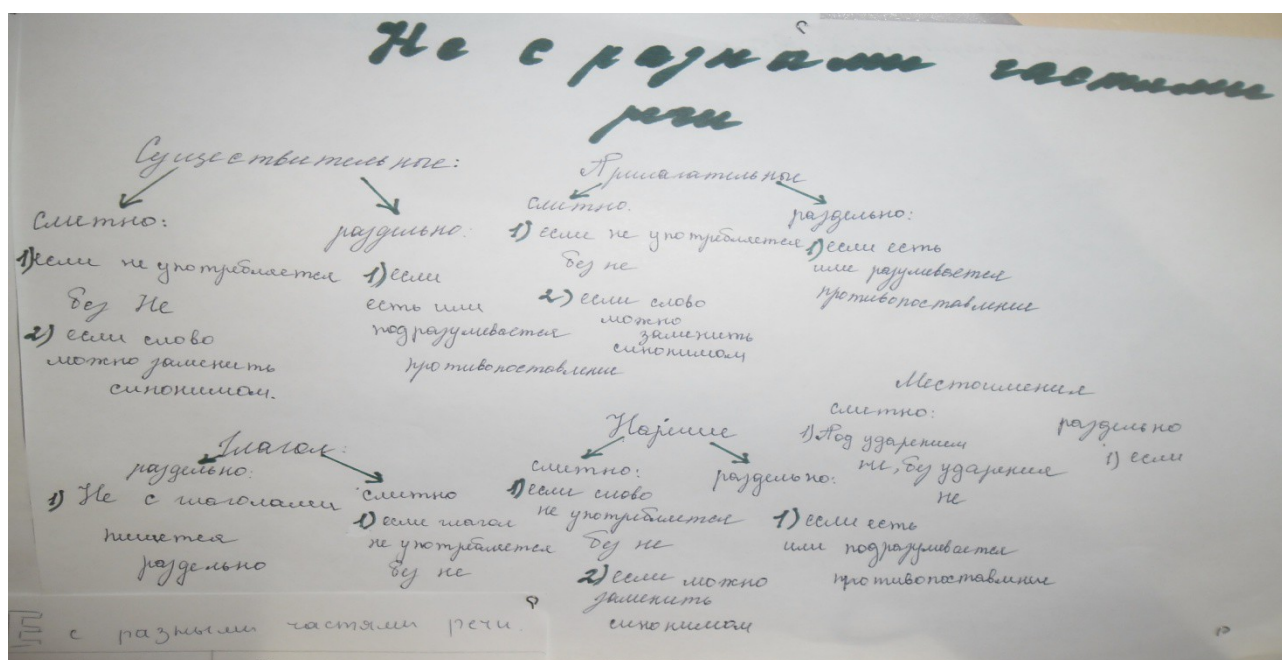 Не с разными частями
речи
Существительные:
слитно:
1) если не употребляется
без Не
2) если слово
можно заменить
синонимом.
раздельно:
1) если
есть или
подразумевается
противопоставление
Прилагательные
слитно.
1) если не употребляется
без не
2) если слово
можно
заменить
синонимом
раздельно:
1) если есть
или разумевается
противопоставление
Глагол:
раздельно:
1) Не с глаголами
пишется
раздельно
слитно
1) если глагол
не употребляется
без не
Наречие
слитно:
1) если слово
не употребляется
без не
2) если можно
заменить
синонимом
раздельно:
1) если есть
или подразумевается
противопоставление
Местоимения
слитно:
1) Под ударением
не, без ударения
не
раздельно
1) если
с разными частями речи.